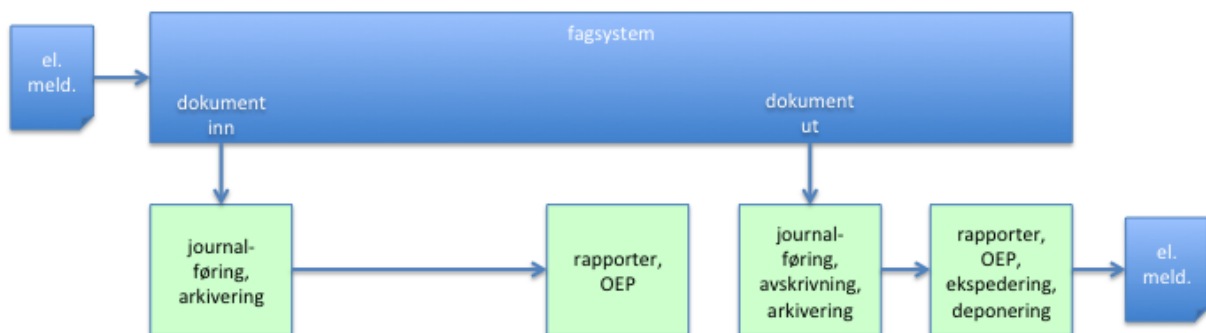 fagsystem
el.
meld.
dokument
inn
dokument
ut
journal-
føring,
arkivering
rapporter,
OEP
journal-
føring,
avskrivning,
arkivering
rapporter,
OEP,
ekspedering,
deponering
el.
meld.